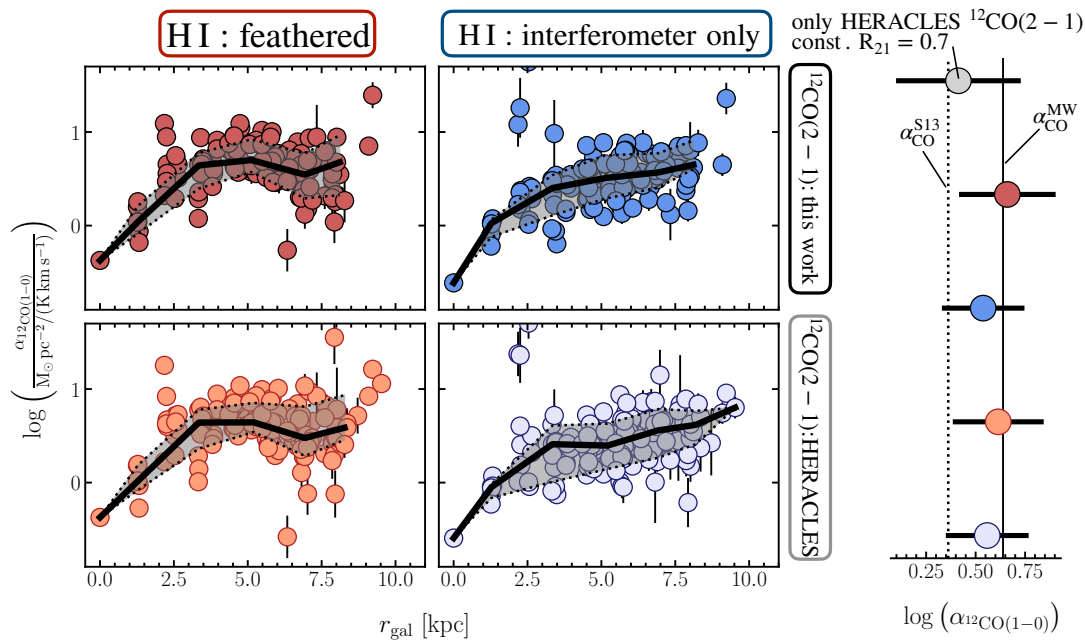 H I : feathered
H I : interferometer only
only HERACLES ¹²CO(2 − 1)
const. R₂₁ = 0.7
α_CO^S13
α_CO^MW
¹²CO(2 − 1): this work
¹²CO(2 − 1):HERACLES
log (α_¹²CO(1−0) / M⊙ pc⁻²/(K km s⁻¹))
1
0
1
0
0.0 2.5 5.0 7.5 10.0
0.0 2.5 5.0 7.5 10.0
r_gal [kpc]
0.25 0.50 0.75
log (α_¹²CO(1−0))